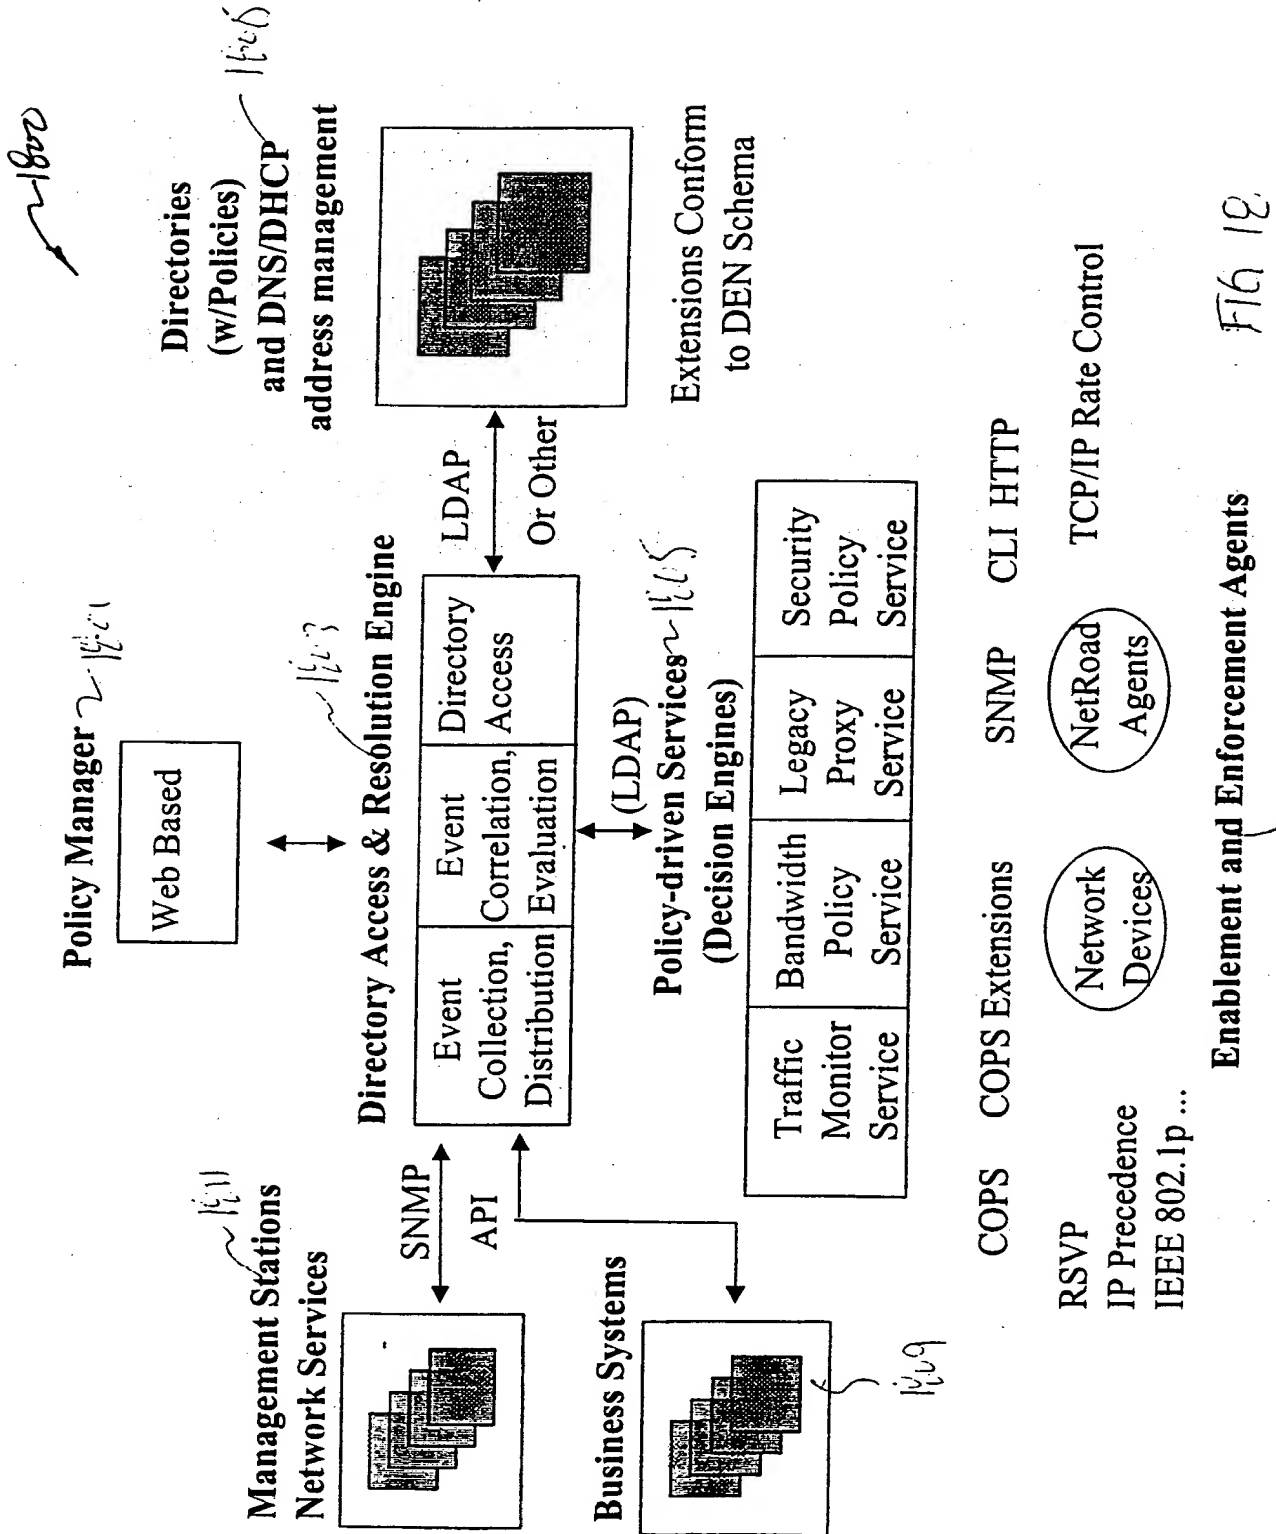 ~1800
Policy Manager
Web Based
Directories
(w/Policies)
and DNS/DHCP
address management
Management Stations
Network Services
SNMP
API
Directory Access & Resolution Engine
Event
Collection,
Distribution
Event
Correlation,
Evaluation
Directory
Access
LDAP
Or Other
Extensions Conform
to DEN Schema
Business Systems
(LDAP)
Policy-driven Services
(Decision Engines)
Traffic
Monitor
Service
Bandwidth
Policy
Service
Legacy
Proxy
Service
Security
Policy
Service
COPS
COPS Extensions
SNMP
CLI HTTP
RSVP
IP Precedence
IEEE 802.1p ...
Network
Devices
NetRoad
Agents
TCP/IP Rate Control
Enablement and Enforcement Agents